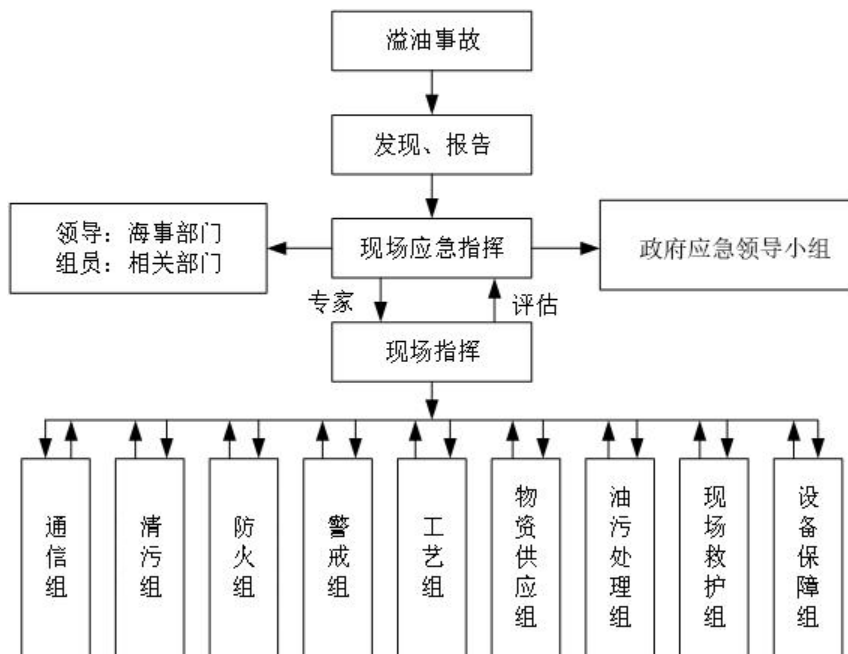 溢油事故
发现、报告
领导：海事部门
组员：相关部门
现场应急指挥
政府应急领导小组
专家
评估
现场指挥
通信组
清污组
防火组
警戒组
工艺组
物资供应组
油污处理组
现场救护组
设备保障组